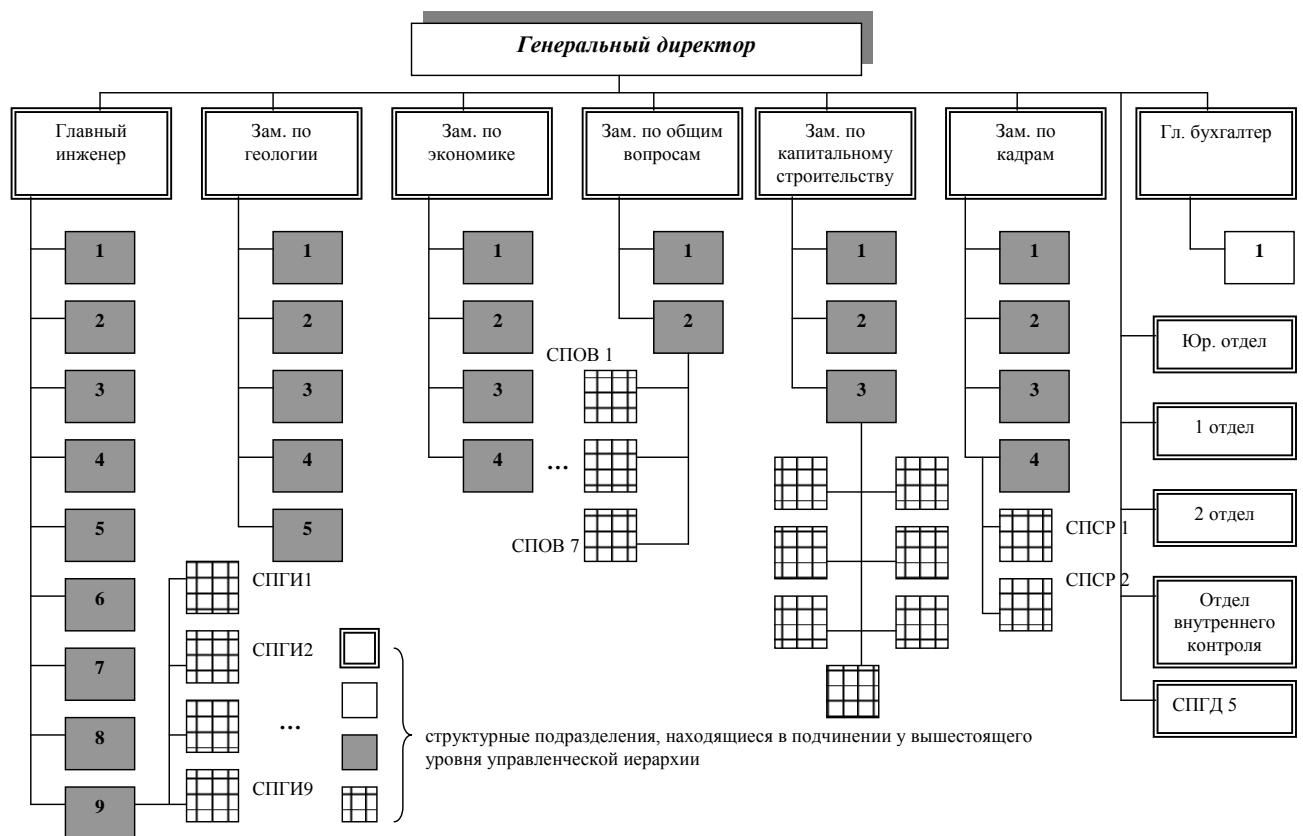 Генеральный директор
Главный
инженер
Зам. по
геологии
Зам. по
экономике
Зам. по общим
вопросам
Зам. по
капитальному
строительству
Зам. по
кадрам
Гл. бухгалтер
1
2
3
4
5
6
7
8
9
СПГИ1
СПГИ2
...
СПГИ9
1
2
3
4
5
1
2
3
4
1
2
СПОВ 1
...
СПОВ 7
1
2
3
1
2
3
4
СПСР 1
СПСР 2
1
Юр. отдел
1 отдел
2 отдел
Отдел
внутреннего
контроля
СПГД 5
структурные подразделения, находящиеся в подчинении у вышестоящего
уровня управленческой иерархии